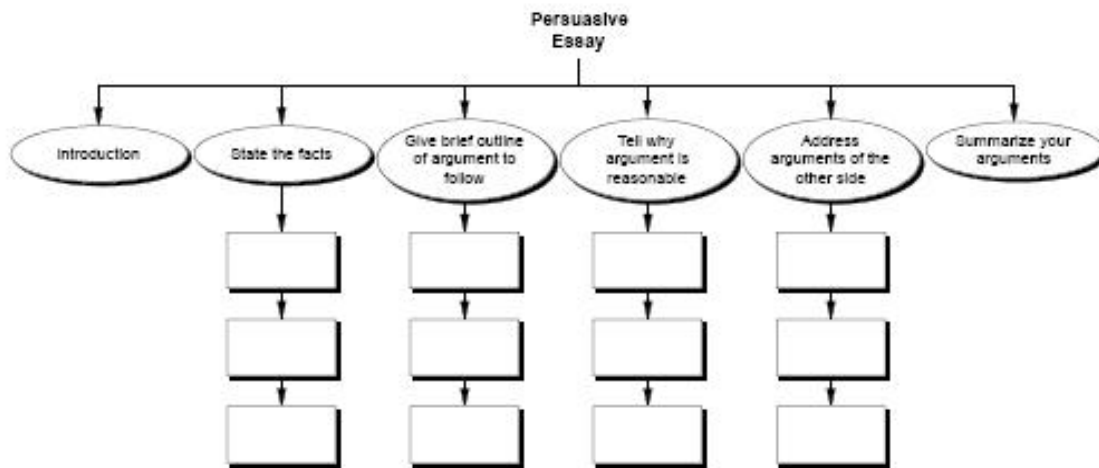 Persuasive
Essay
Introduction
State the facts
Give brief outline
of argument to
follow
Tell why
argument is
reasonable
Address
arguments of the
other side
Summarize your
arguments